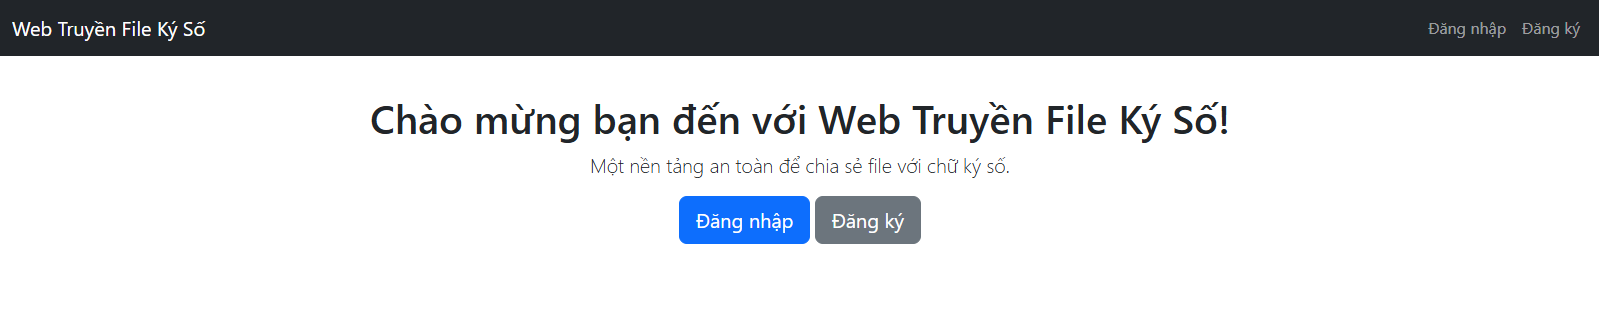 Web Truyền File Ký Số
Đăng nhập Đăng ký
Chào mừng bạn đến với Web Truyền File Ký Số!
Một nền tảng an toàn để chia sẻ file với chữ ký số.
Đăng nhập Đăng ký